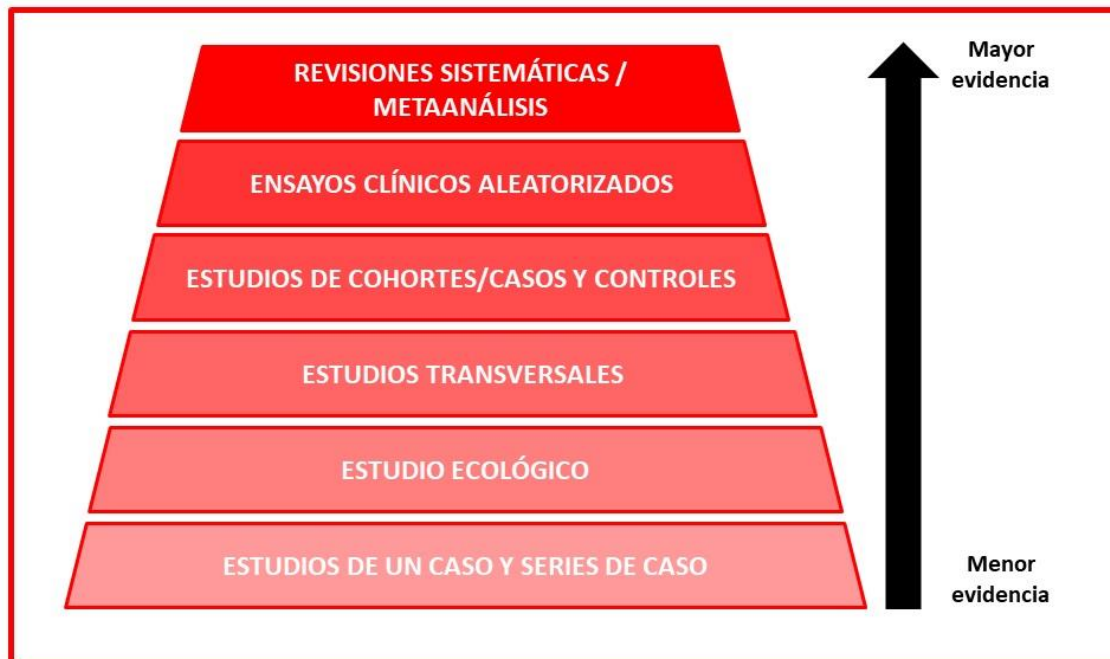 REVISIONES SISTEMÁTICAS /
METAANÁLISIS
ENSAYOS CLÍNICOS ALEATORIZADOS
ESTUDIOS DE COHORTES/CASOS Y CONTROLES
ESTUDIOS TRANSVERSALES
ESTUDIO ECOLÓGICO
ESTUDIOS DE UN CASO Y SERIES DE CASO
Mayor
evidencia
Menor
evidencia